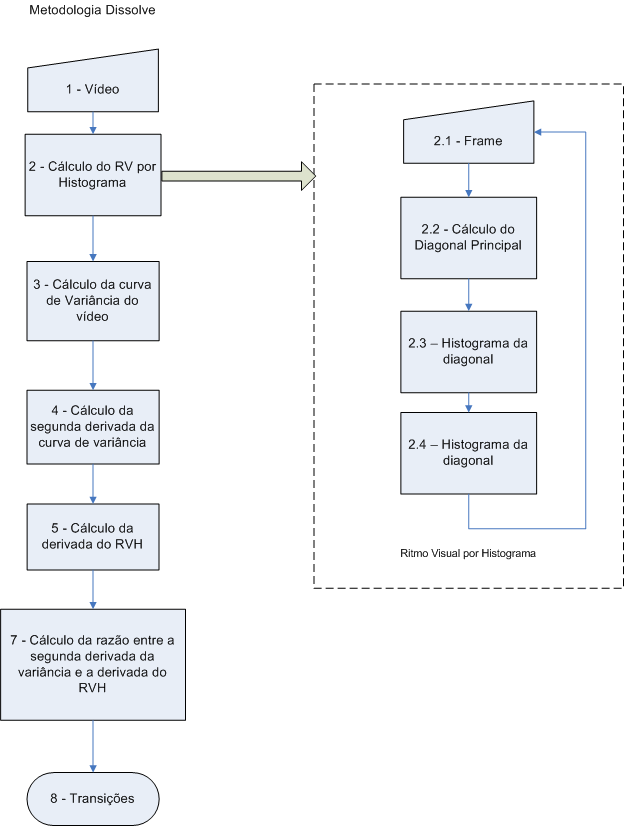 Metodologia Dissolve
1 - Vídeo
2 - Cálculo do RV por
Histograma
3 - Cálculo da curva
de Variância do
vídeo
4 - Cálculo da
segunda derivada da
curva de variância
5 - Cálculo da
derivada do RVH
7 - Cálculo da razão entre a
segunda derivada da
variância e a derivada do
RVH
8 - Transições
2.1 - Frame
2.2 - Cálculo do
Diagonal Principal
2.3 – Histograma da
diagonal
2.4 – Histograma da
diagonal
Ritmo Visual por Histograma